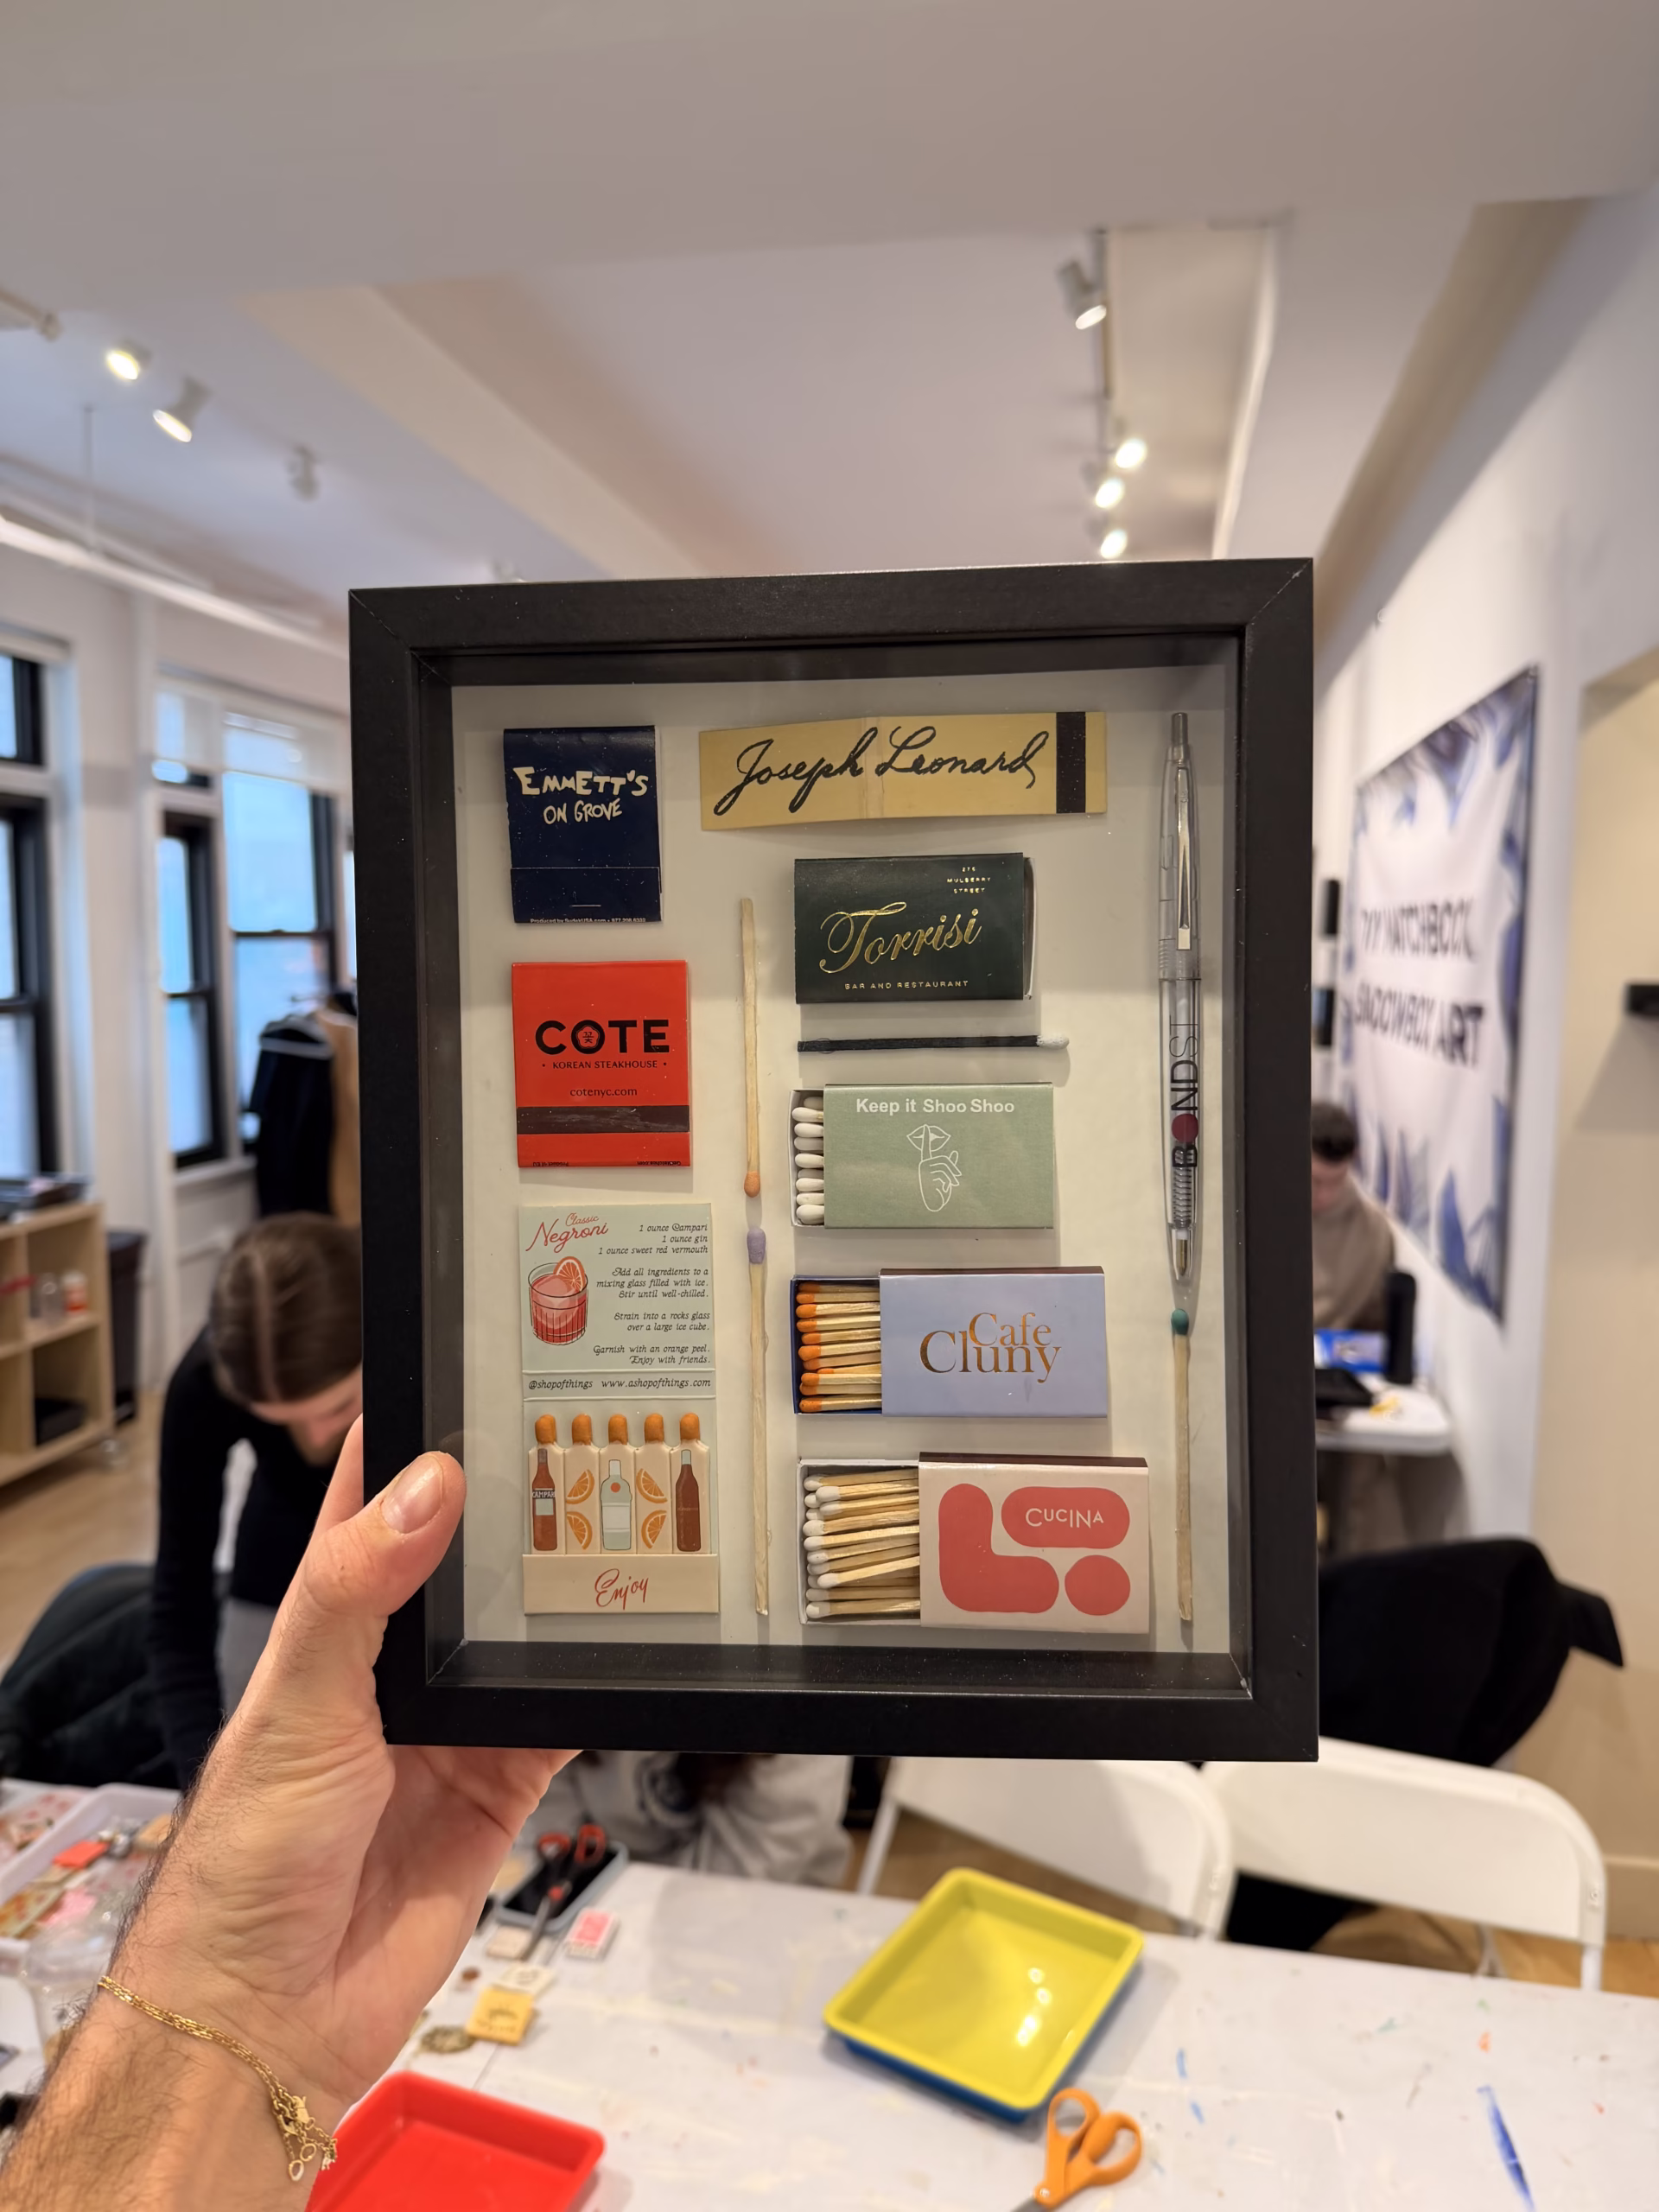 EMMETT'S
ON GROVE
Joseph Leonard
275
MULBERRY
STREET
Torrisi
BAR AND RESTAURANT
COTE
• KOREAN STEAKHOUSE •
cotenyc.com
Keep it Shoo Shoo
BONDST
Classic
Negroni
1 ounce Campari
1 ounce gin
1 ounce sweet red vermouth
Add all ingredients to a
mixing glass filled with ice.
Stir until well-chilled.
Strain into a rocks glass
over a large ice cube.
Garnish with an orange peel.
Enjoy with friends.
@shopofthings www.ashopofthings.com
CAMPARI
Enjoy
Cafe
Cluny
CUCINA
DIY MATCHBOOK
SHADOWBOX ART